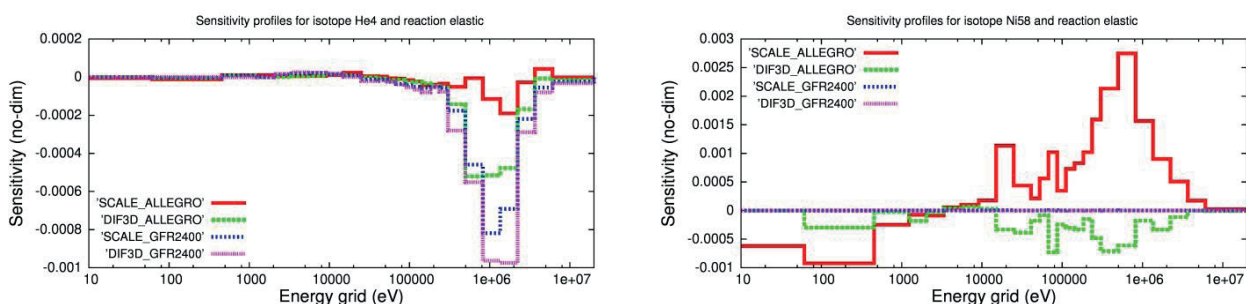 Sensitivity profiles for isotope He4 and reaction elastic
Sensitivity (no-dim)
0.0002
0
-0.0002
-0.0004
-0.0006
-0.0008
-0.001
'SCALE_ALLEGRO'
'DIF3D_ALLEGRO'
'SCALE_GFR2400'
'DIF3D_GFR2400'
10 100 1000 10000 100000 1e+06 1e+07
Energy grid (eV)
Sensitivity profiles for isotope Ni58 and reaction elastic
Sensitivity (no-dim)
0.003
0.0025
0.002
0.0015
0.001
0.0005
0
-0.0005
-0.001
'SCALE_ALLEGRO'
'DIF3D_ALLEGRO'
'SCALE_GFR2400'
'DIF3D_GFR2400'
10 100 1000 10000 100000 1e+06 1e+07
Energy grid (eV)